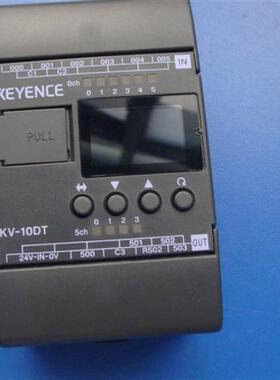 000 001 002 003 004 005 IN
C1 C2
KEYENCE
0ch
0 1 2 3 4 5
PULL
0 1 2 3
KV-10DT
5ch
501 502 OUT
24V-IN-0V 500 C3 R502 503